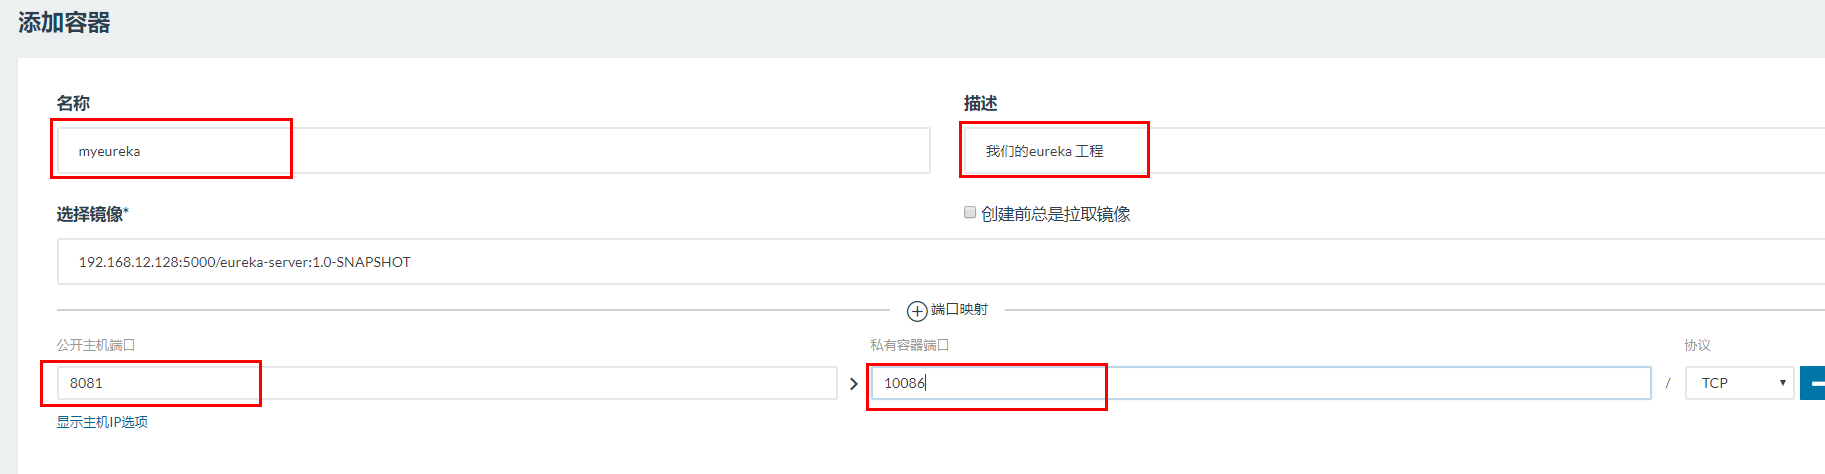 添加容器
名称
描述
myeureka
我们的eureka 工程
选择镜像*
创建前总是拉取镜像
192.168.12.128:5000/eureka-server:1.0-SNAPSHOT
端口映射
公开主机端口
私有容器端口
协议
8081
10086
/
TCP
显示主机IP选项